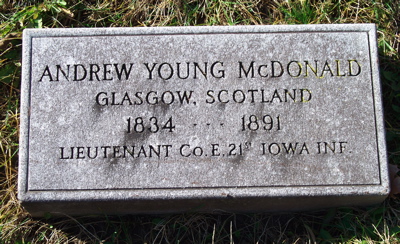 ANDREW YOUNG McDONALD
GLASGOW, SCOTLAND
1834 --- 1891
LIEUTENANT Co. E. 21ST IOWA INF.